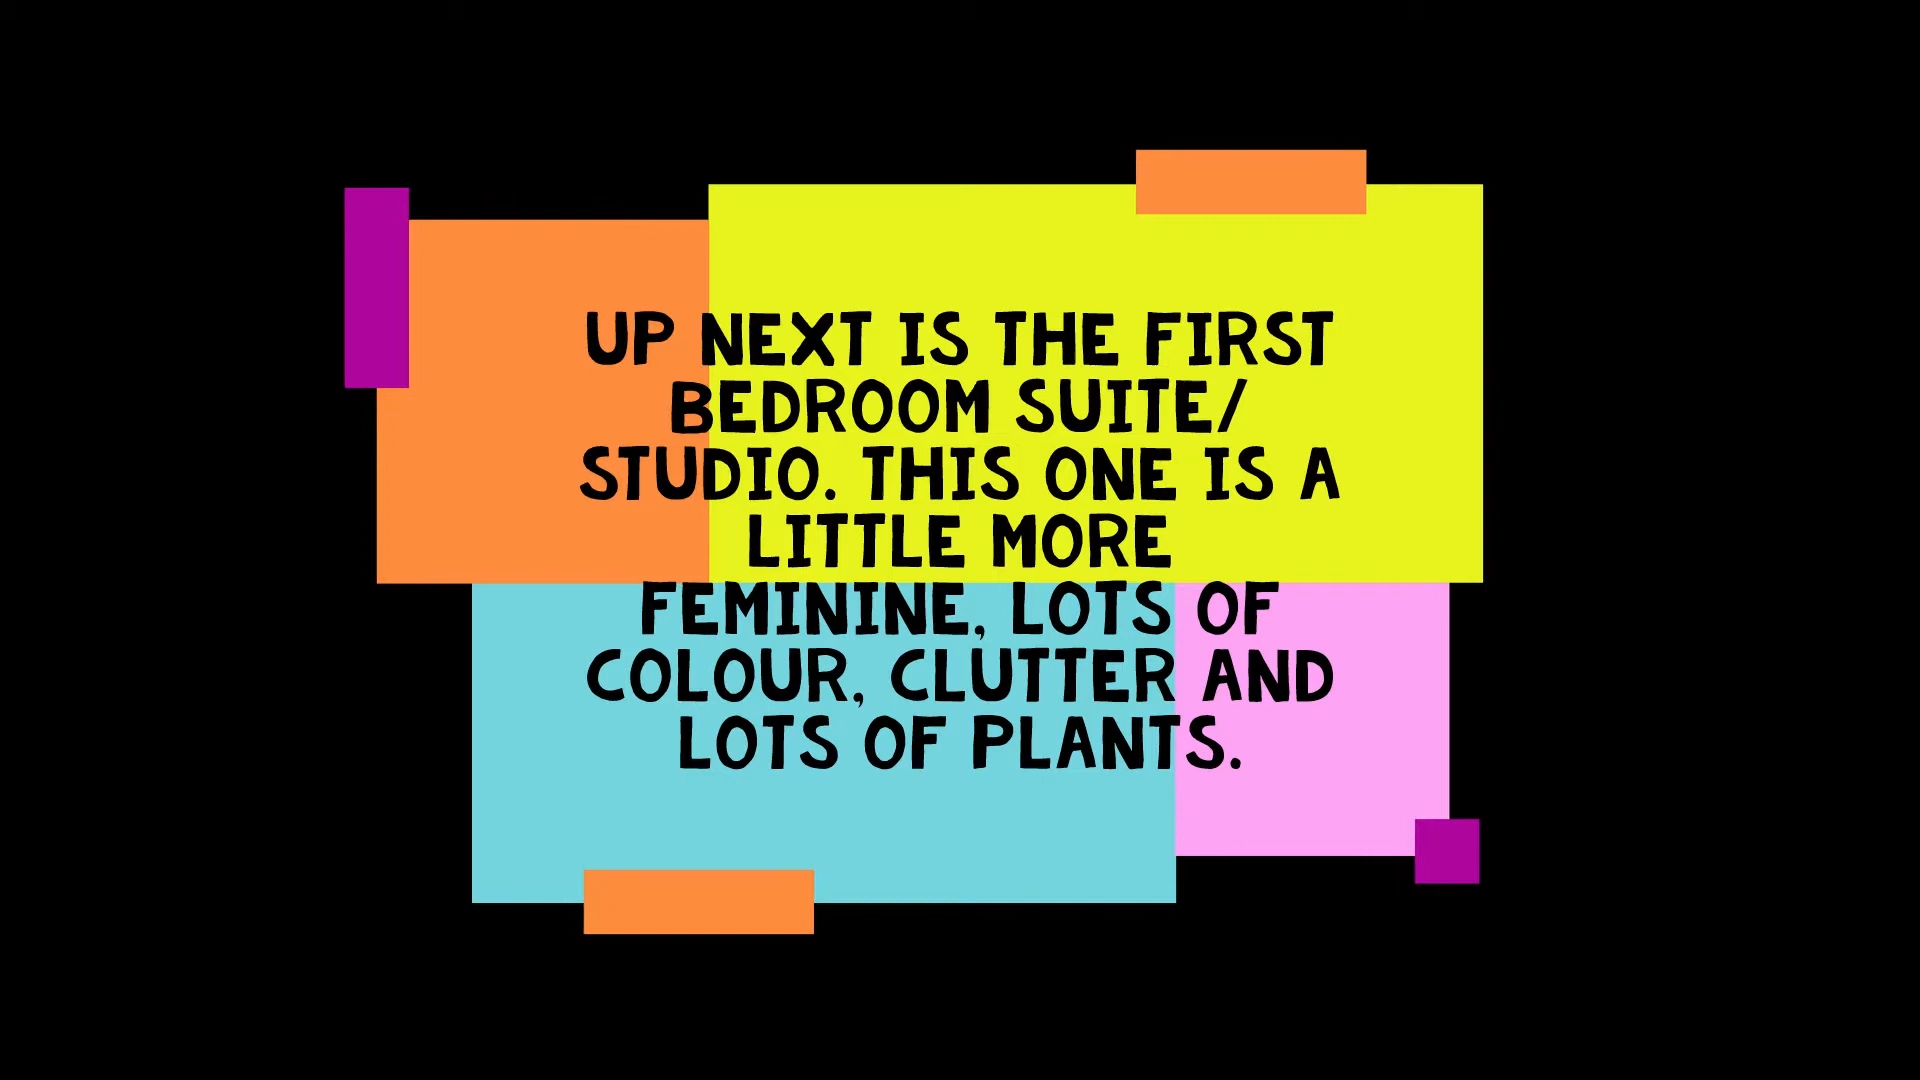 UP NEXT IS THE FIRST
BEDROOM SUITE/
STUDIO. THIS ONE IS A
LITTLE MORE
FEMININE, LOTS OF
COLOUR, CLUTTER AND
LOTS OF PLANTS.